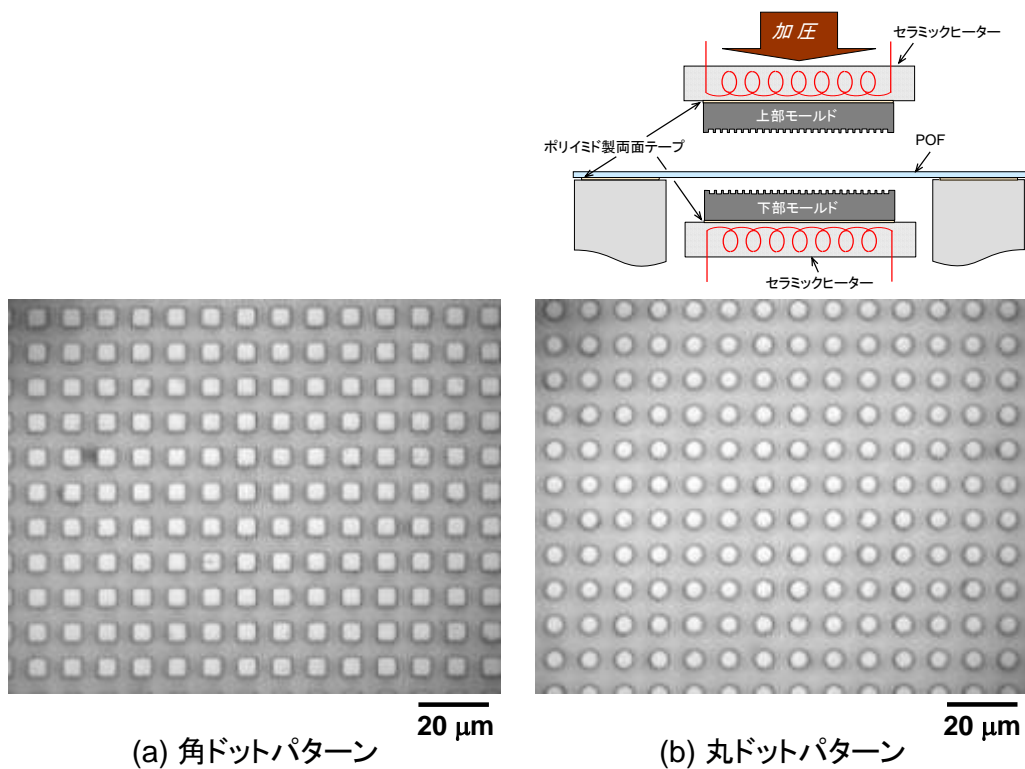 加 圧
セラミックヒーター
上部モールド
ポリイミド製両面テープ
POF
下部モールド
セラミックヒーター
20 μm
20 μm
(a) 角ドットパターン
(b) 丸ドットパターン